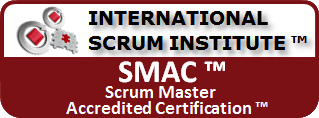 INTERNATIONAL
SCRUM INSTITUTE ™
SMAC ™
Scrum Master
Accredited Certification ™